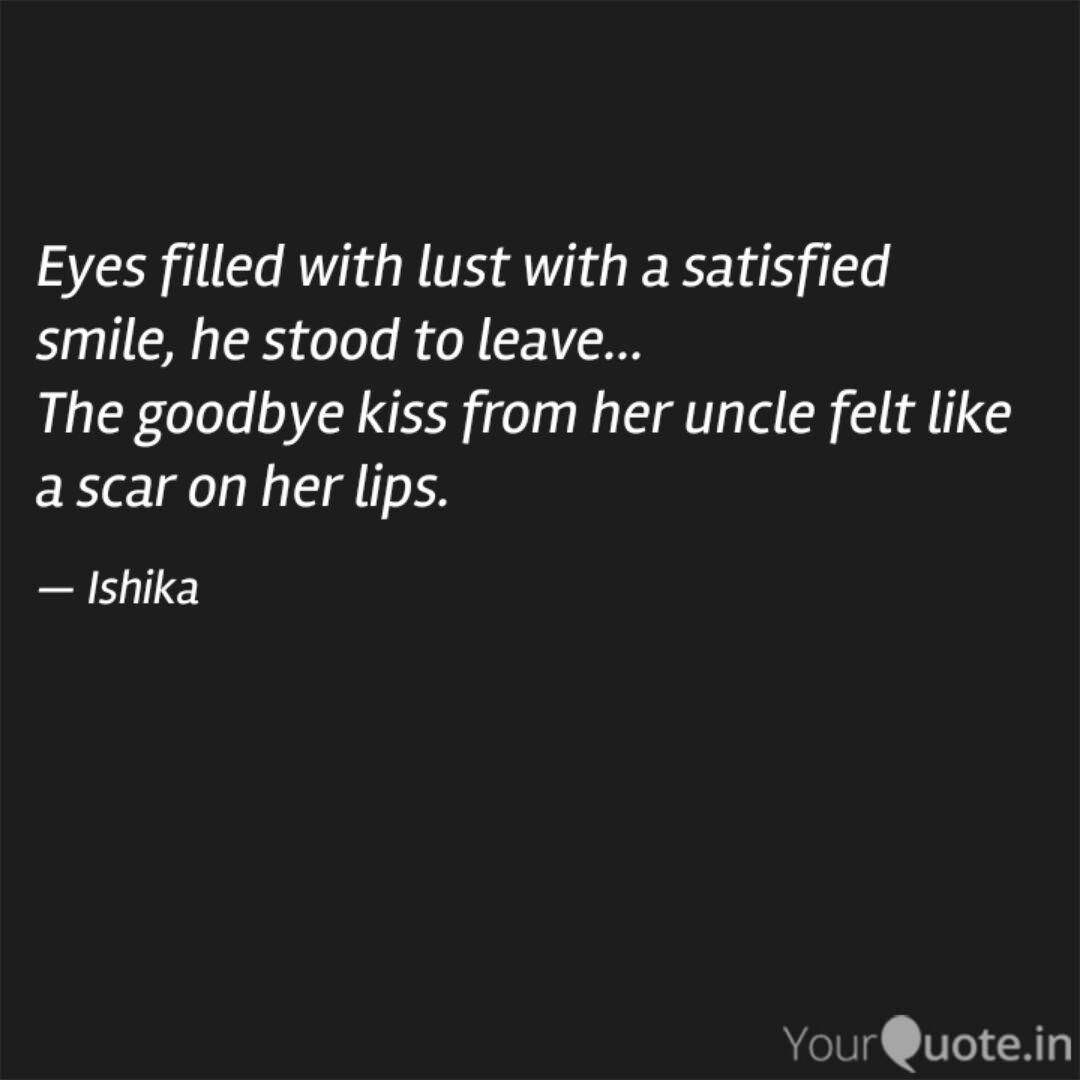 Eyes filled with lust with a satisfied
smile, he stood to leave...
The goodbye kiss from her uncle felt like
a scar on her lips.
— Ishika
YourQuote.in